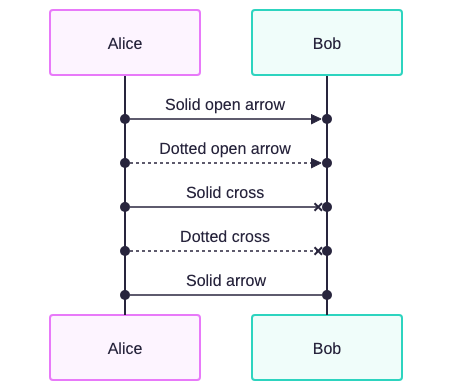 Alice
Bob
Solid open arrow
Dotted open arrow
Solid cross
Dotted cross
Solid arrow
Alice
Bob